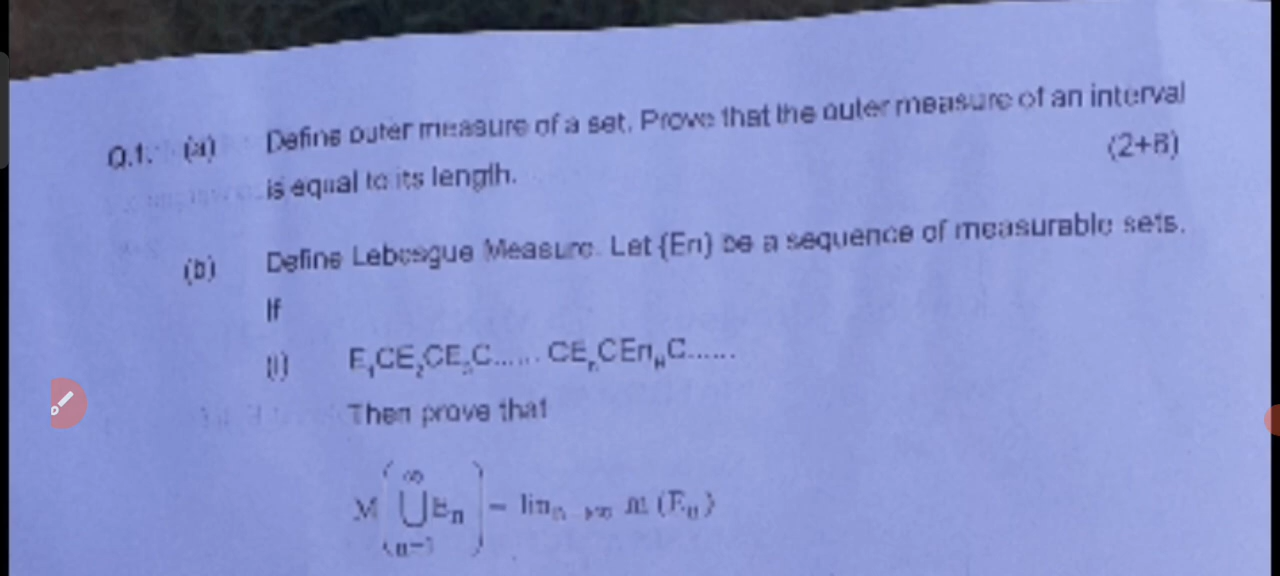 Q.1. (a) Define outer measure of a set. Prove that the outer measure of an interval
is equal to its length. (2+8)
(b) Define Lebesgue Measure. Let {En} be a sequence of measurable sets.
If
(i) E₁CE₂CE₃C...... CEₙCEn₊₁C......
Then prove that
M(⋃ₙ₌₁^∞ Eₙ) = limₙ→∞ m (Eₙ)